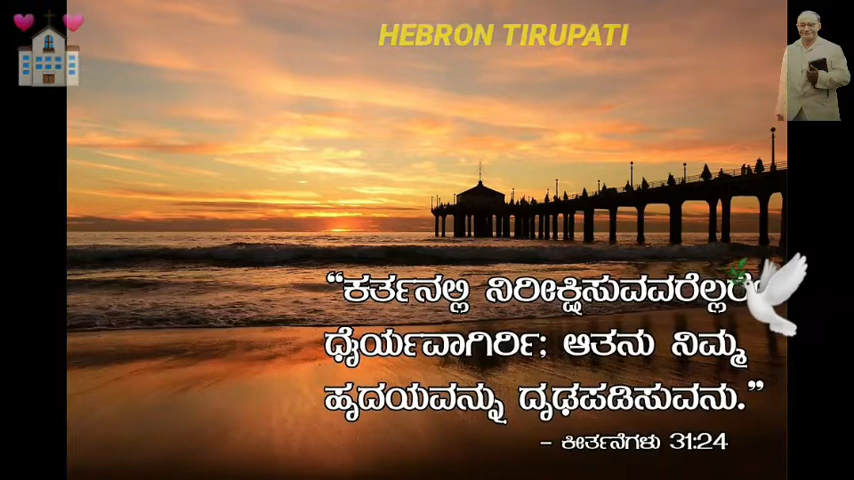 HEBRON TIRUPATI
“ಕರ್ತನಲ್ಲಿ ನಿರೀಕ್ಷಿಸುವವರೆಲ್ಲರೇ
ಧೈರ್ಯವಾಗಿರ್ರಿ; ಆತನು ನಿಮ್ಮ
ಹೃದಯವನ್ನು ದೃಢಪಡಿಸುವನು.”
– ಕೀರ್ತನೆಗಳು 31:24